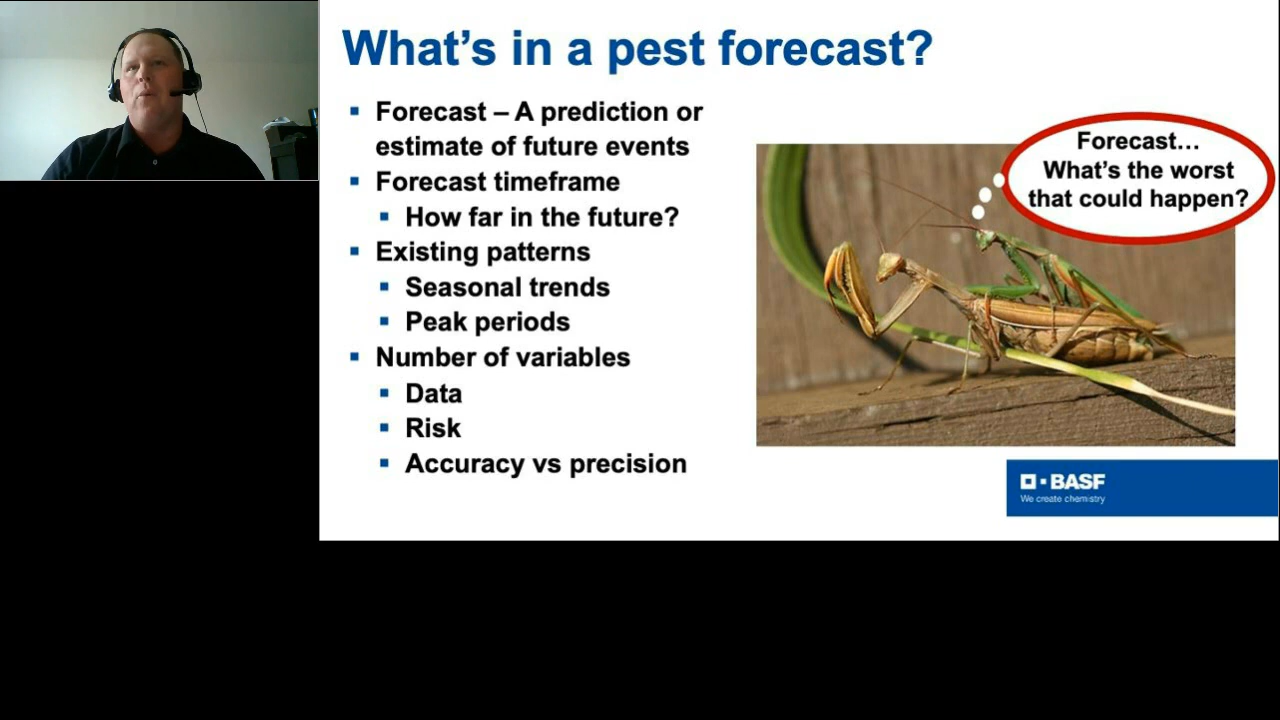 What’s in a pest forecast?
Forecast – A prediction or
estimate of future events
Forecast timeframe
How far in the future?
Existing patterns
Seasonal trends
Peak periods
Number of variables
Data
Risk
Accuracy vs precision
Forecast…
What’s the worst
that could happen?
BASF
We create chemistry